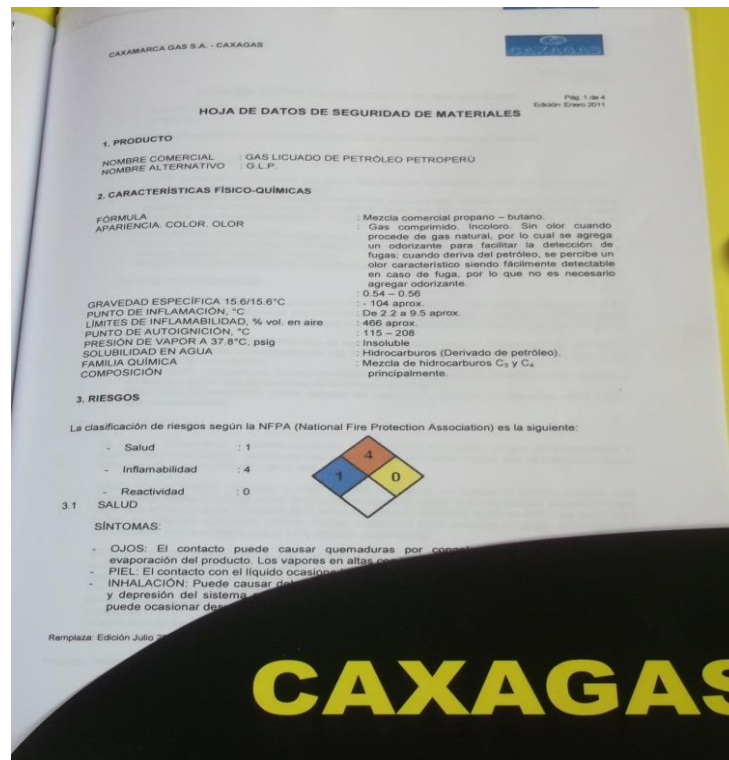 CAXAMARCA GAS S.A. - CAXAGAS
CAXAGAS
Pág. 1 de 4
Edición: Enero 2011
HOJA DE DATOS DE SEGURIDAD DE MATERIALES
1. PRODUCTO
NOMBRE COMERCIAL : GAS LICUADO DE PETRÓLEO PETROPERÚ
NOMBRE ALTERNATIVO : G.L.P.
2. CARACTERÍSTICAS FÍSICO-QUÍMICAS
FÓRMULA : Mezcla comercial propano – butano.
APARIENCIA. COLOR. OLOR : Gas comprimido. Incoloro. Sin olor cuando
procede de gas natural, por lo cual se agrega
un odorizante para facilitar la detección de
fugas; cuando deriva del petróleo, se percibe un
olor característico siendo fácilmente detectable
en caso de fuga, por lo que no es necesario
agregar odorizante.
GRAVEDAD ESPECÍFICA 15.6/15.6°C : 0.54 – 0.56
PUNTO DE INFLAMACIÓN, °C : - 104 aprox.
LÍMITES DE INFLAMABILIDAD, % vol. en aire : De 2.2 a 9.5 aprox.
PUNTO DE AUTOIGNICIÓN, °C : 466 aprox.
PRESIÓN DE VAPOR A 37.8°C, psig : 115 – 208
SOLUBILIDAD EN AGUA : Insoluble
FAMILIA QUÍMICA : Hidrocarburos (Derivado de petróleo).
COMPOSICIÓN : Mezcla de hidrocarburos C₃ y C₄
principalmente.
3. RIESGOS
La clasificación de riesgos según la NFPA (National Fire Protection Association) es la siguiente:
- Salud : 1
- Inflamabilidad : 4
- Reactividad : 0
4
1 0
3.1 SALUD
SÍNTOMAS:
- OJOS: El contacto puede causar quemaduras por
evaporación del producto. Los vapores en altas
- PIEL: El contacto con el líquido
- INHALACIÓN: Puede causar
y depresión del sistema
puede ocasionar
Remplaza: Edición Julio
CAXAGAS